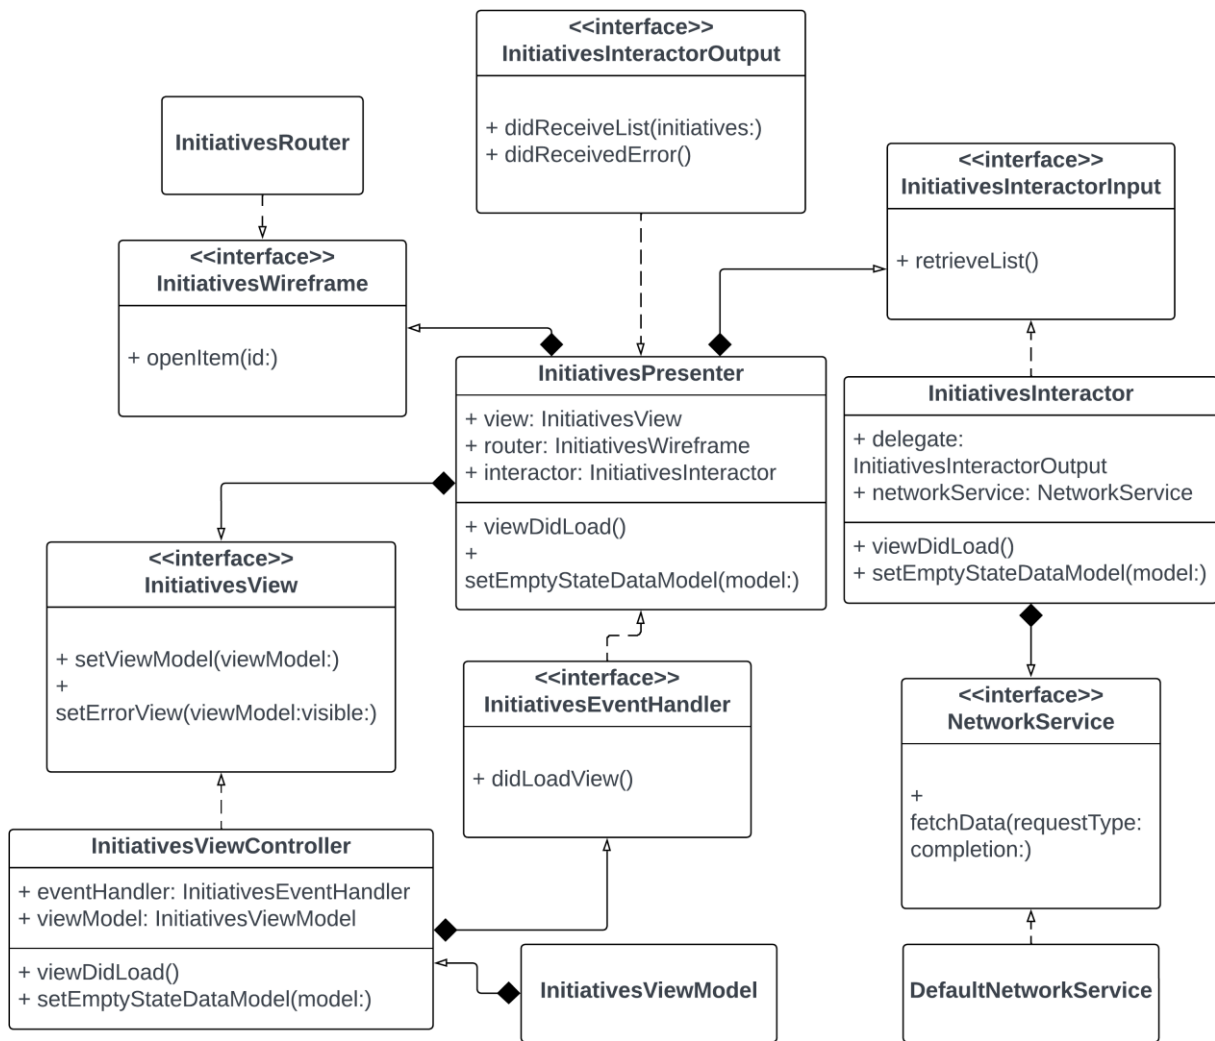 <<interface>>
InitiativesInteractorOutput
+ didReceiveList(initiatives:)
+ didReceivedError()
InitiativesRouter
<<interface>>
InitiativesInteractorInput
+ retrieveList()
<<interface>>
InitiativesWireframe
+ openItem(id:)
InitiativesPresenter
+ view: InitiativesView
+ router: InitiativesWireframe
+ interactor: InitiativesInteractor
+ viewDidLoad()
+
setEmptyStateDataModel(model:)
InitiativesInteractor
+ delegate:
InitiativesInteractorOutput
+ networkService: NetworkService
+ viewDidLoad()
+ setEmptyStateDataModel(model:)
<<interface>>
InitiativesView
+ setViewModel(viewModel:)
+
setErrorView(viewModel:visible:)
<<interface>>
InitiativesEventHandler
+ didLoadView()
<<interface>>
NetworkService
+
fetchData(requestType:
completion:)
InitiativesViewController
+ eventHandler: InitiativesEventHandler
+ viewModel: InitiativesViewModel
+ viewDidLoad()
+ setEmptyStateDataModel(model:)
InitiativesViewModel
DefaultNetworkService